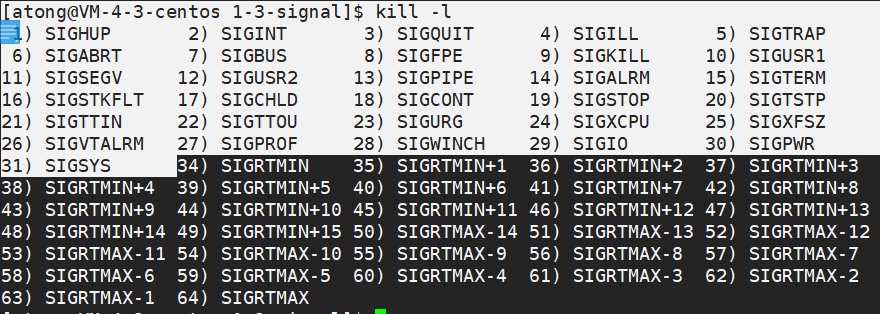 [atong@VM-4-3-centos 1-3-signal]$ kill -l
1) SIGHUP 2) SIGINT 3) SIGQUIT 4) SIGILL 5) SIGTRAP
6) SIGABRT 7) SIGBUS 8) SIGFPE 9) SIGKILL 10) SIGUSR1
11) SIGSEGV 12) SIGUSR2 13) SIGPIPE 14) SIGALRM 15) SIGTERM
16) SIGSTKFLT 17) SIGCHLD 18) SIGCONT 19) SIGSTOP 20) SIGTSTP
21) SIGTTIN 22) SIGTTOU 23) SIGURG 24) SIGXCPU 25) SIGXFSZ
26) SIGVTALRM 27) SIGPROF 28) SIGWINCH 29) SIGIO 30) SIGPWR
31) SIGSYS 34) SIGRTMIN 35) SIGRTMIN+1 36) SIGRTMIN+2 37) SIGRTMIN+3
38) SIGRTMIN+4 39) SIGRTMIN+5 40) SIGRTMIN+6 41) SIGRTMIN+7 42) SIGRTMIN+8
43) SIGRTMIN+9 44) SIGRTMIN+10 45) SIGRTMIN+11 46) SIGRTMIN+12 47) SIGRTMIN+13
48) SIGRTMIN+14 49) SIGRTMIN+15 50) SIGRTMAX-14 51) SIGRTMAX-13 52) SIGRTMAX-12
53) SIGRTMAX-11 54) SIGRTMAX-10 55) SIGRTMAX-9 56) SIGRTMAX-8 57) SIGRTMAX-7
58) SIGRTMAX-6 59) SIGRTMAX-5 60) SIGRTMAX-4 61) SIGRTMAX-3 62) SIGRTMAX-2
63) SIGRTMAX-1 64) SIGRTMAX